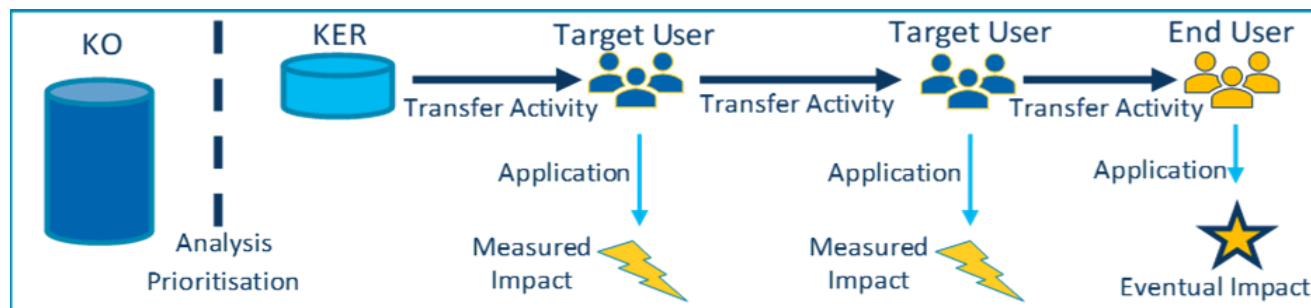 KO
KER
Target User
Target User
End User
Transfer Activity
Transfer Activity
Transfer Activity
Application
Application
Application
Analysis
Prioritisation
Measured
Impact
Measured
Impact
Eventual Impact